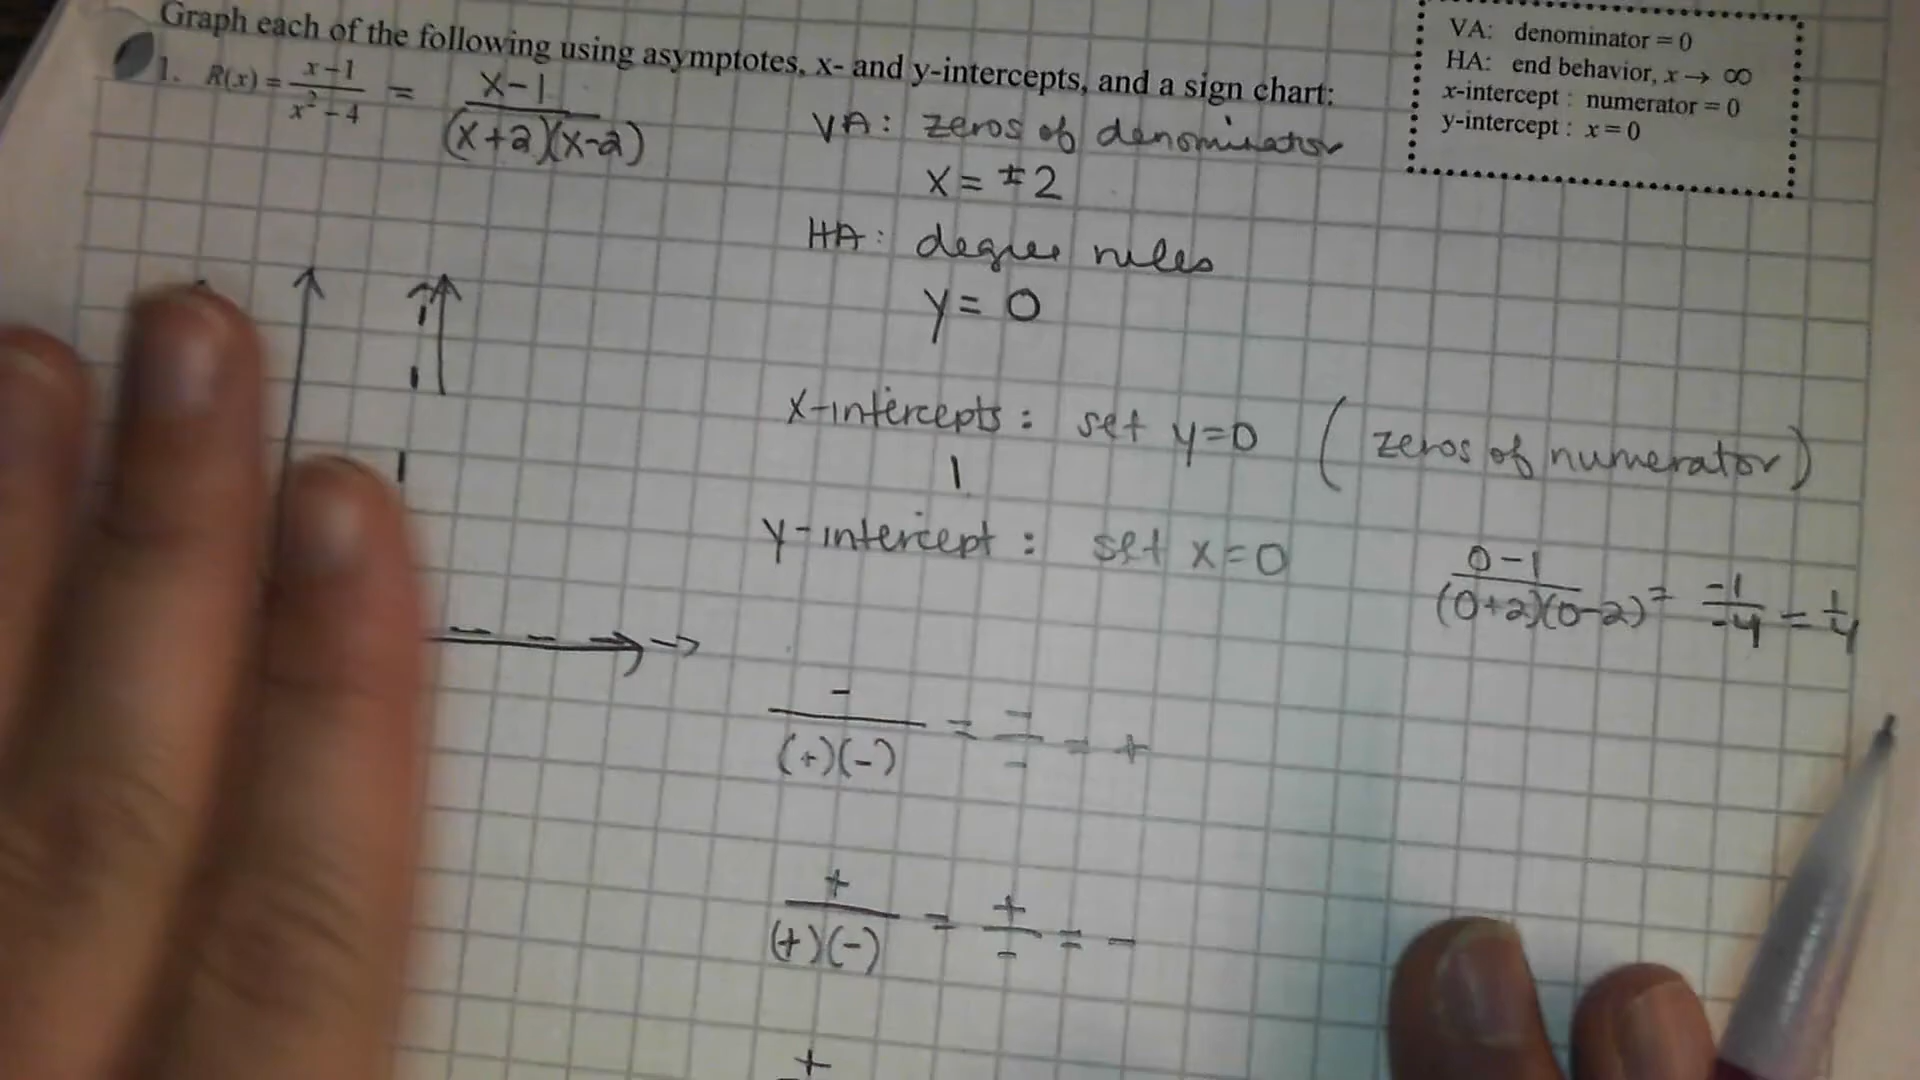 Graph each of the following using asymptotes, x- and y-intercepts, and a sign chart:
1. R(x) = x-1 / x² - 4 = x-1 / (x+2)(x-2)
VA: denominator = 0
HA: end behavior, x → ∞
x-intercept : numerator = 0
y-intercept : x = 0
VA: zeros of denominator
x = ±2
HA: degree rules
y = 0
x-intercepts: set y=0 (zeros of numerator)
1
y-intercept: set x=0
0-1 / (0+2)(0-2) = -1 / -4 = 1/4
- / (+)(-) = - / - = +
+ / (+)(-) = + / - = -
+